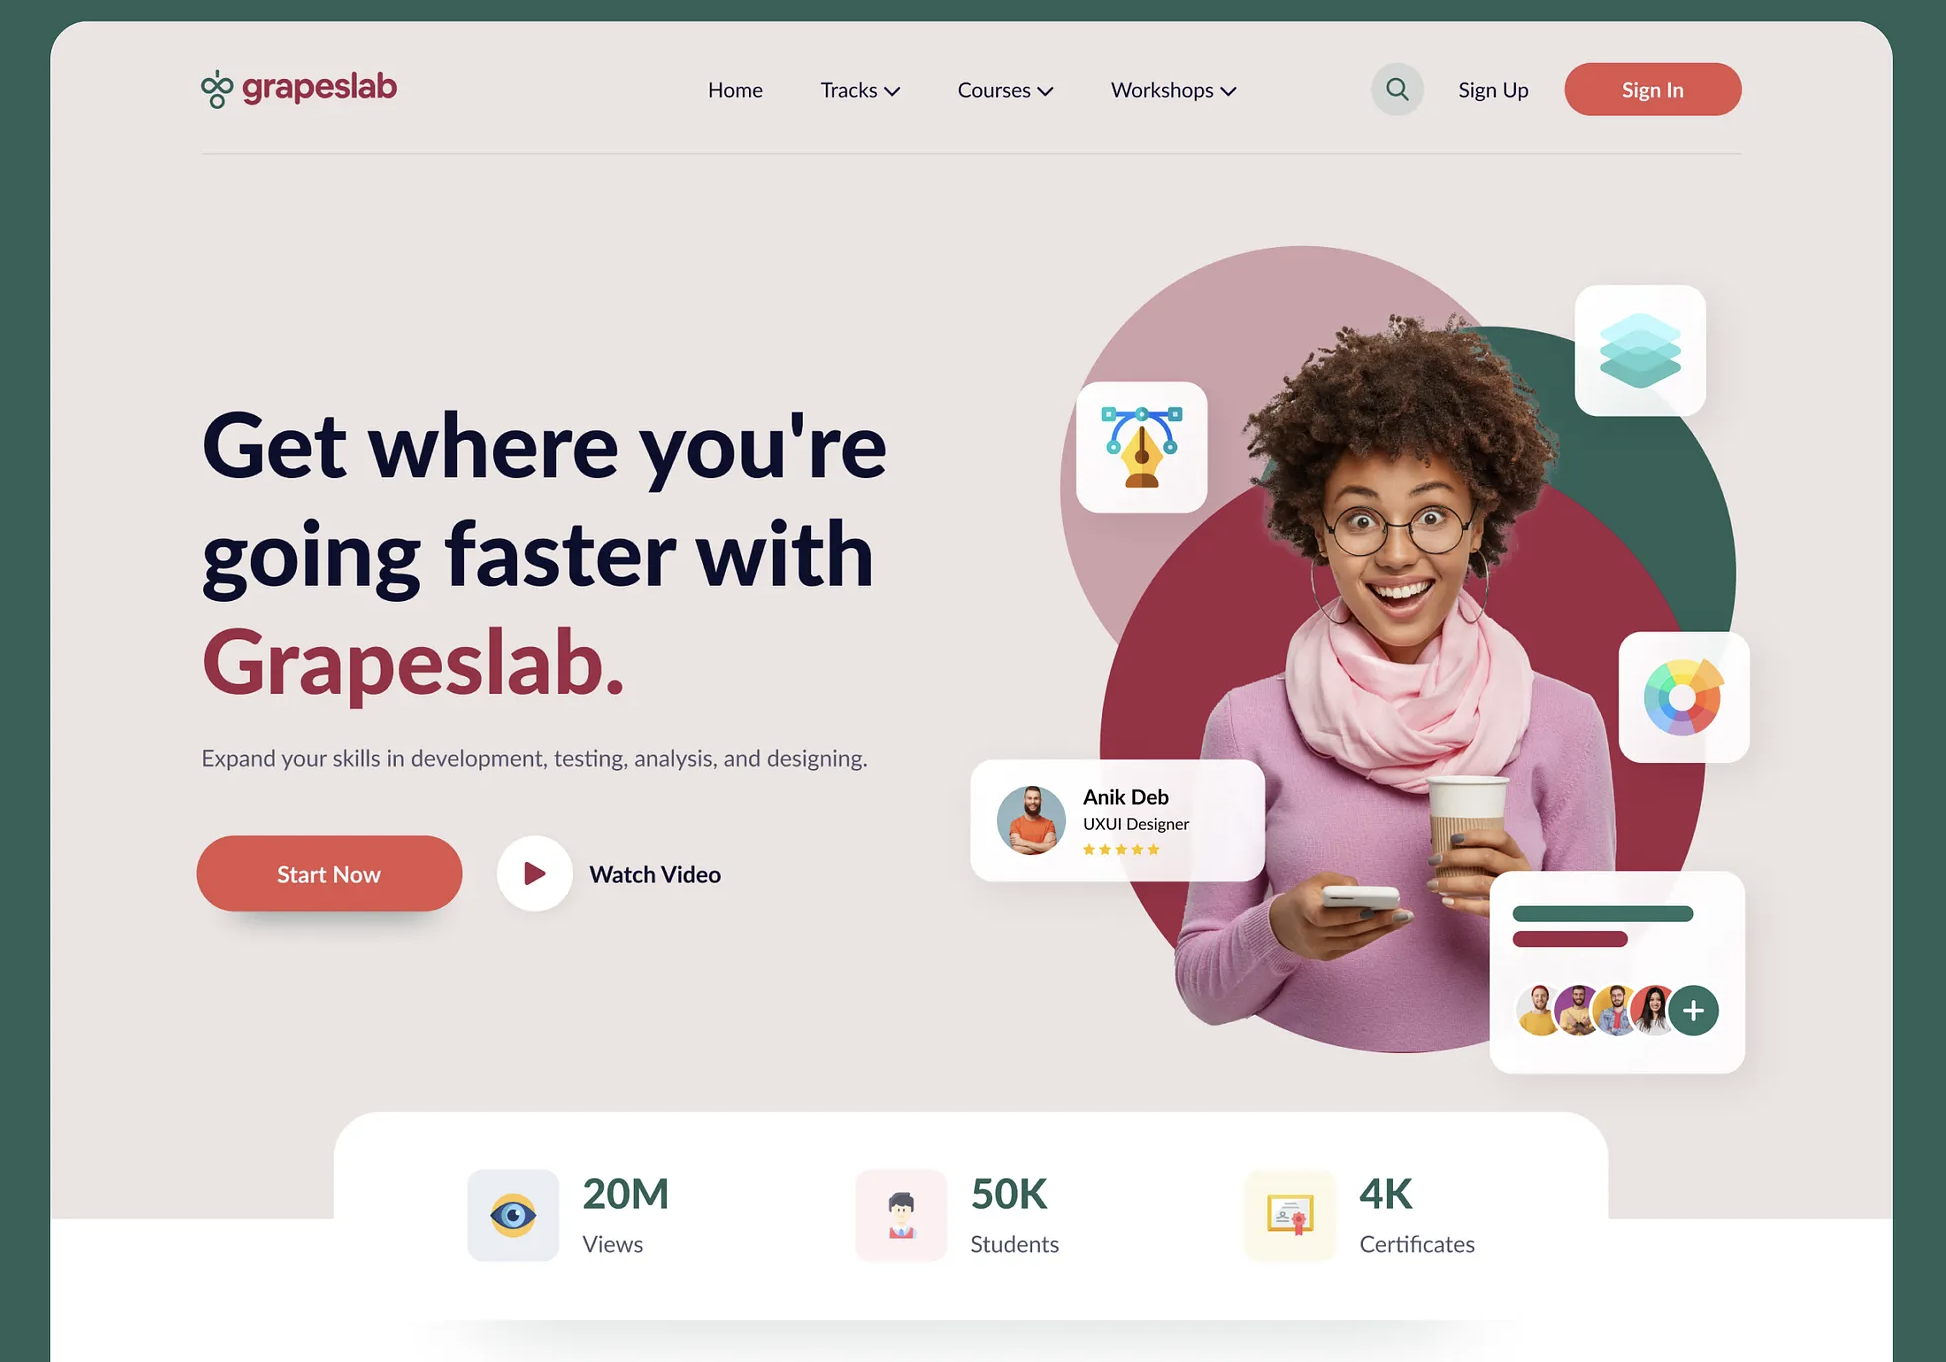 grapeslab
Home
Tracks
Courses
Workshops
Sign Up
Sign In
Get where you're
going faster with
Grapeslab.
Expand your skills in development, testing, analysis, and designing.
Start Now
Watch Video
Anik Deb
UXUI Designer
20M
Views
50K
Students
4K
Certificates